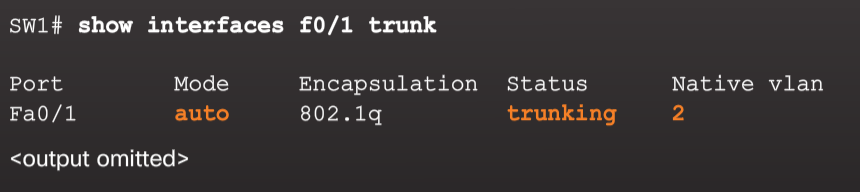 SW1# show interfaces f0/1 trunk
Port Mode Encapsulation Status Native vlan
Fa0/1 auto 802.1q trunking 2
<output omitted>